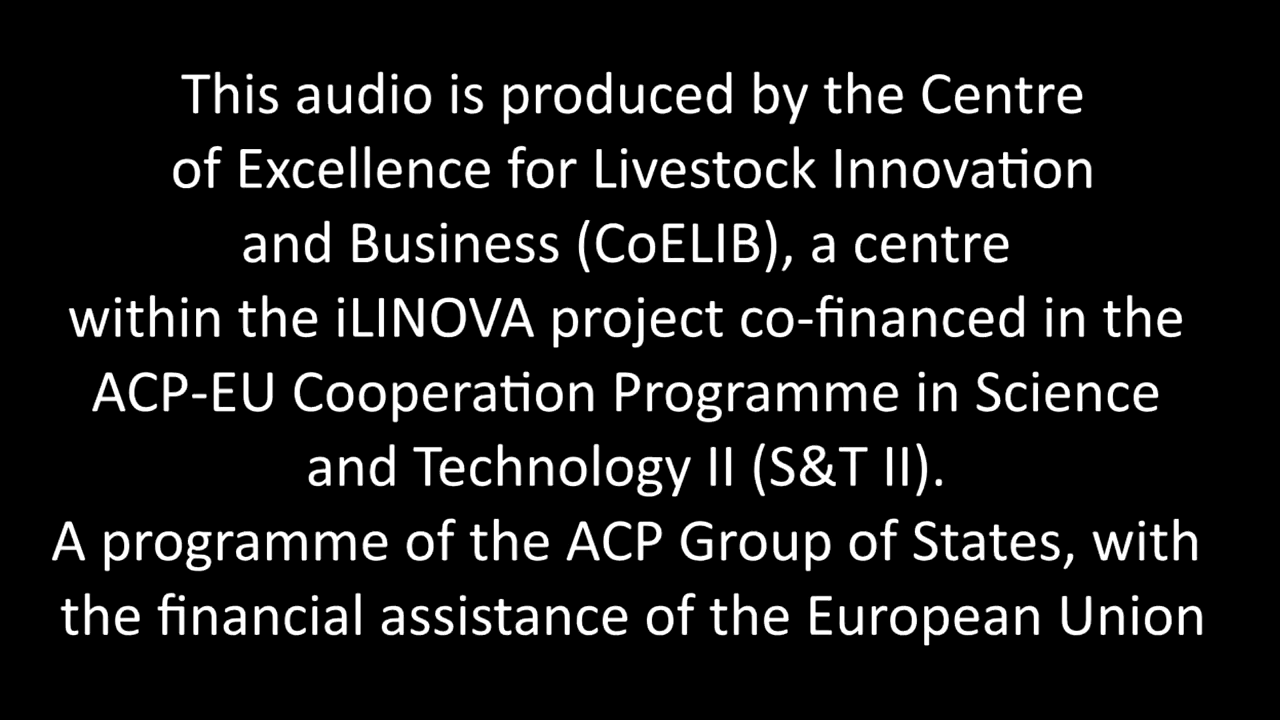 This audio is produced by the Centre
of Excellence for Livestock Innovation
and Business (CoELIB), a centre
within the iLINOVA project co-financed in the
ACP-EU Cooperation Programme in Science
and Technology II (S&T II).
A programme of the ACP Group of States, with
the financial assistance of the European Union